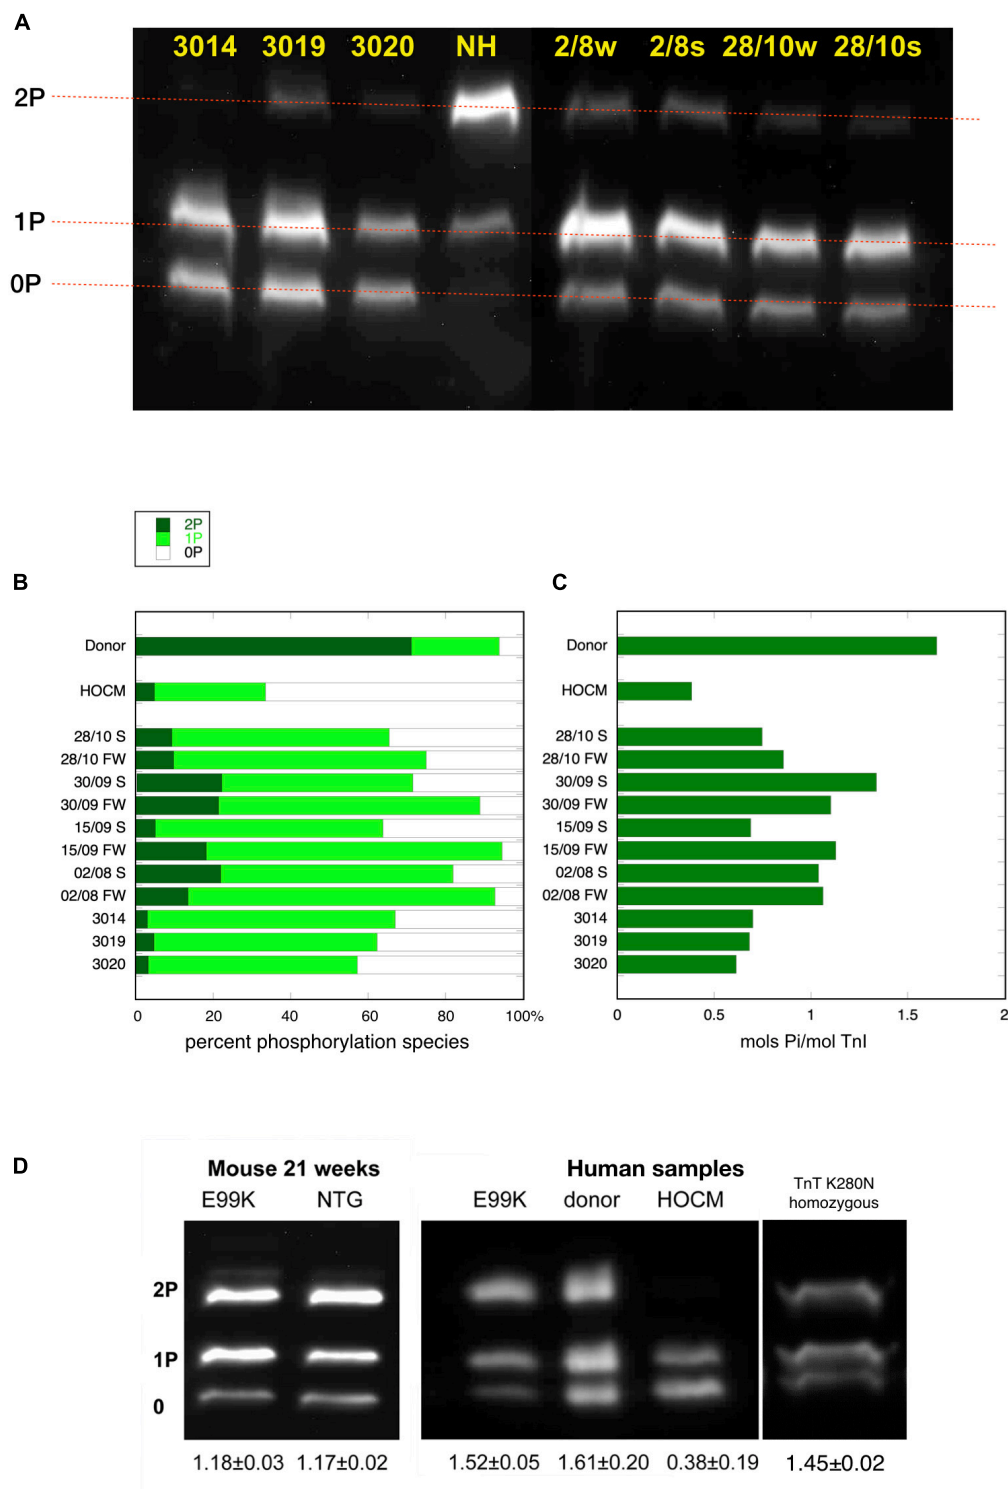 A
3014 3019 3020 NH 2/8w 2/8s 28/10w 28/10s
2P
1P
0P
2P
1P
0P
B
C
Donor
HOCM
28/10 S
28/10 FW
30/09 S
30/09 FW
15/09 S
15/09 FW
02/08 S
02/08 FW
3014
3019
3020
0 20 40 60 80 100%
percent phosphorylation species
Donor
HOCM
28/10 S
28/10 FW
30/09 S
30/09 FW
15/09 S
15/09 FW
02/08 S
02/08 FW
3014
3019
3020
0 0.5 1 1.5 2
mols Pi/mol TnI
D
Mouse 21 weeks
E99K NTG
Human samples
E99K donor HOCM
TnT K280N
homozygous
2P
1P
0
1.18±0.03 1.17±0.02 1.52±0.05 1.61±0.20 0.38±0.19 1.45±0.02